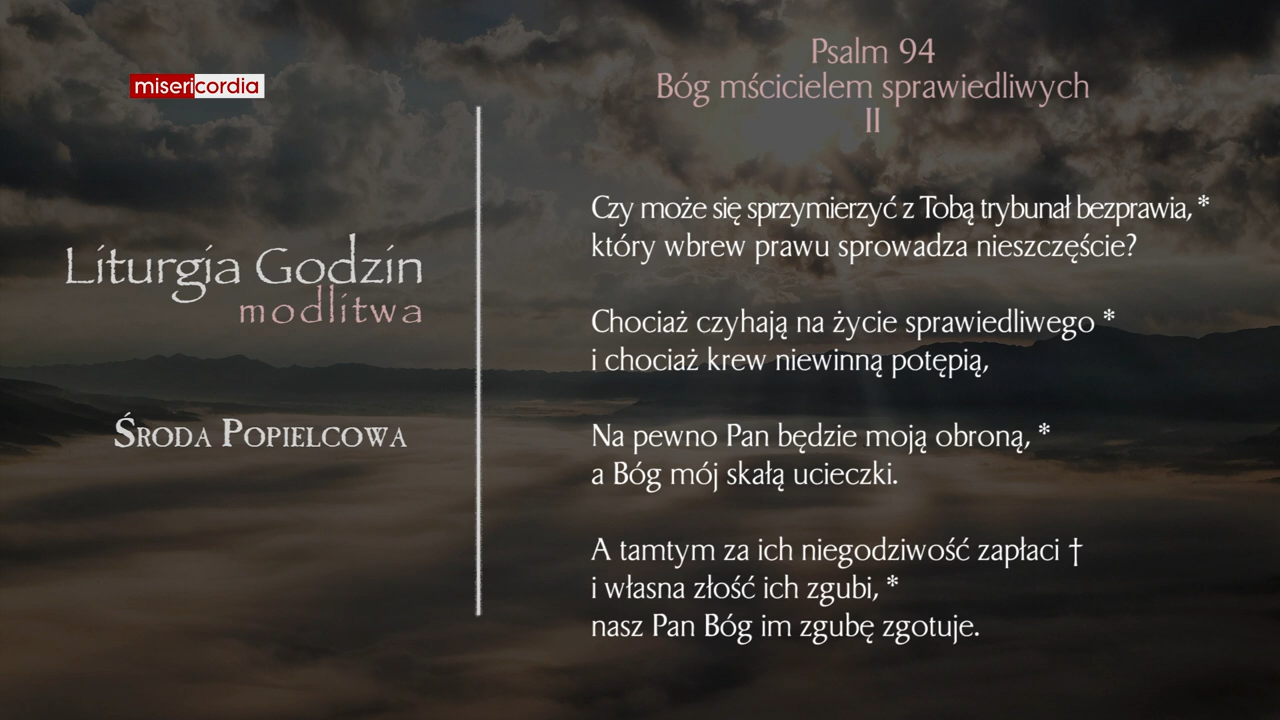 misericordia
Liturgia Godzin
modlitwa
Środa Popielcowa
Psalm 94
Bóg mścicielem sprawiedliwych
II
Czy może się sprzymierzyć z Tobą trybunał bezprawia, *
który wbrew prawu sprowadza nieszczęście?
Chociaż czyhają na życie sprawiedliwego *
i chociaż krew niewinną potępią,
Na pewno Pan będzie moją obroną, *
a Bóg mój skałą ucieczki.
A tamtym za ich niegodziwość zapłaci †
i własna złość ich zgubi, *
nasz Pan Bóg im zgubę zgotuje.